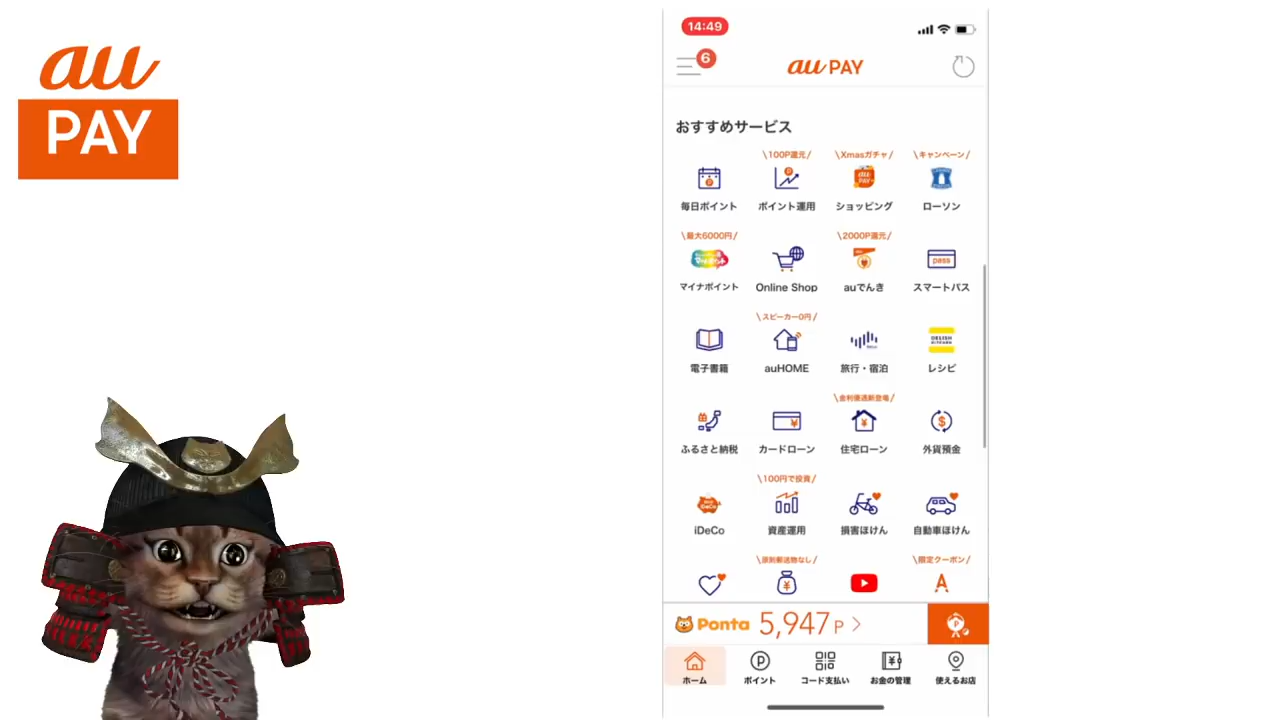 au
PAY
14:49
6
au PAY
おすすめサービス
\100P還元/ \Xmasガチャ/ \キャンペーン/
毎日ポイント ポイント運用 ショッピング ローソン
\最大6000円/ \2000P還元/
マイナポイント Online Shop auでんき スマートパス
pass
\スピーカー0円/
電子書籍 auHOME 旅行・宿泊 レシピ
\金利優遇新登場/
ふるさと納税 カードローン 住宅ローン 外貨預金
\100円で投資/
iDeCo 資産運用 損害ほけん 自動車ほけん
\原則郵送物なし/ \限定クーポン/
Ponta 5,947 P
ホーム ポイント コード支払い お金の管理 使えるお店